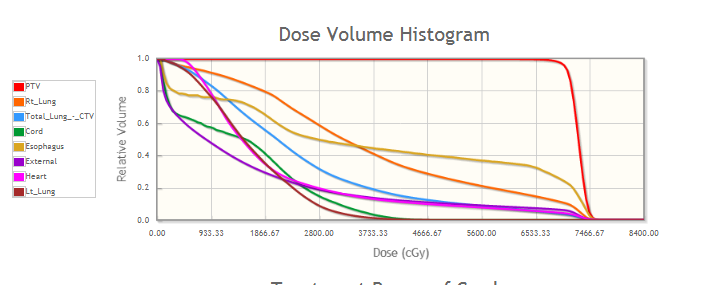 Dose Volume Histogram
PTV
Rt_Lung
Total_Lung_-_CTV
Cord
Esophagus
External
Heart
Lt_Lung
Relative Volume
1.0
0.8
0.6
0.4
0.2
0.0
0.00 933.33 1866.67 2800.00 3733.33 4666.67 5600.00 6533.33 7466.67 8400.00
Dose (cGy)